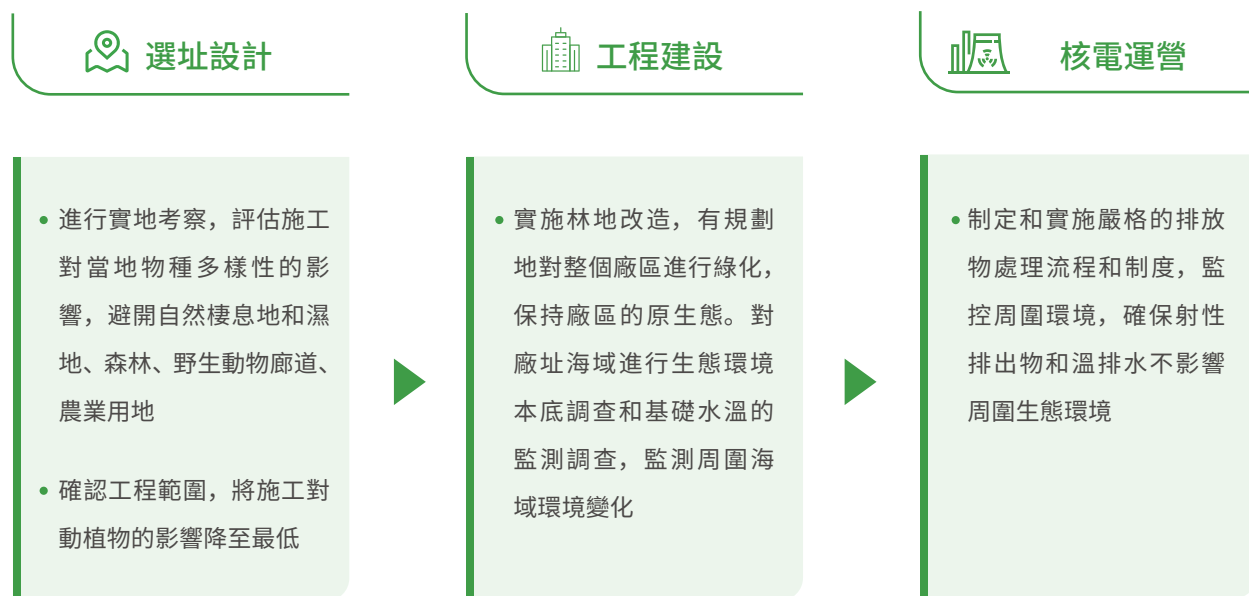 選址設計
進行實地考察，評估施工
對當地物種多樣性的影
響，避開自然棲息地和濕
地、森林、野生動物廊道、
農業用地
確認工程範圍，將施工對
動植物的影響降至最低
工程建設
實施林地改造，有規劃
地對整個廠區進行綠化，
保持廠區的原生態。對
廠址海域進行生態環境
本底調查和基礎水溫的
監測調查，監測周圍海
域環境變化
核電運營
制定和實施嚴格的排放
物處理流程和制度，監
控周圍環境，確保射性
排出物和溫排水不影響
周圍生態環境